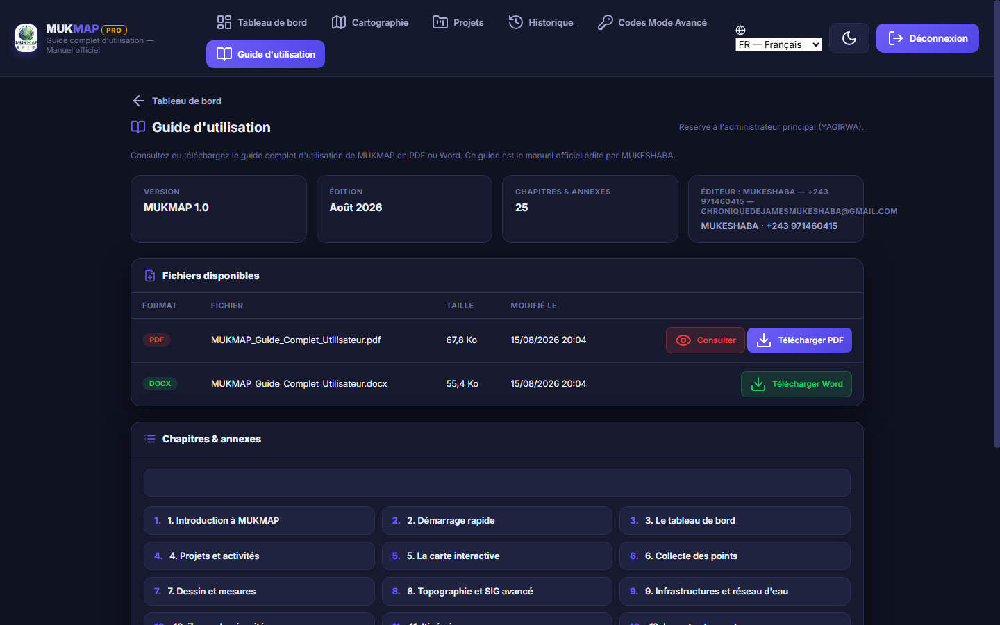 MUKMAP PRO
Guide complet d'utilisation —
Manuel officiel
Tableau de bord
Cartographie
Projets
Historique
Codes Mode Avancé
Guide d'utilisation
FR — Français
Déconnexion
Tableau de bord
Guide d'utilisation
Réservé à l'administrateur principal (YAGIRWA).
Consultez ou téléchargez le guide complet d'utilisation de MUKMAP en PDF ou Word. Ce guide est le manuel officiel édité par MUKESHABA.
VERSION
MUKMAP 1.0
ÉDITION
Août 2026
CHAPITRES & ANNEXES
25
ÉDITEUR : MUKESHABA — +243
971460415 —
CHRONIQUEDEJAMESMUKESHABA@GMAIL.COM
MUKESHABA · +243 971460415
Fichiers disponibles
FORMAT FICHIER TAILLE MODIFIÉ LE
PDF MUKMAP_Guide_Complet_Utilisateur.pdf 67,8 Ko 15/08/2026 20:04 Consulter Télécharger PDF
DOCX MUKMAP_Guide_Complet_Utilisateur.docx 55,4 Ko 15/08/2026 20:04 Télécharger Word
Chapitres & annexes
1. 1. Introduction à MUKMAP
2. 2. Démarrage rapide
3. 3. Le tableau de bord
4. 4. Projets et activités
5. 5. La carte interactive
6. 6. Collecte des points
7. 7. Dessin et mesures
8. 8. Topographie et SIG avancé
9. 9. Infrastructures et réseau d'eau